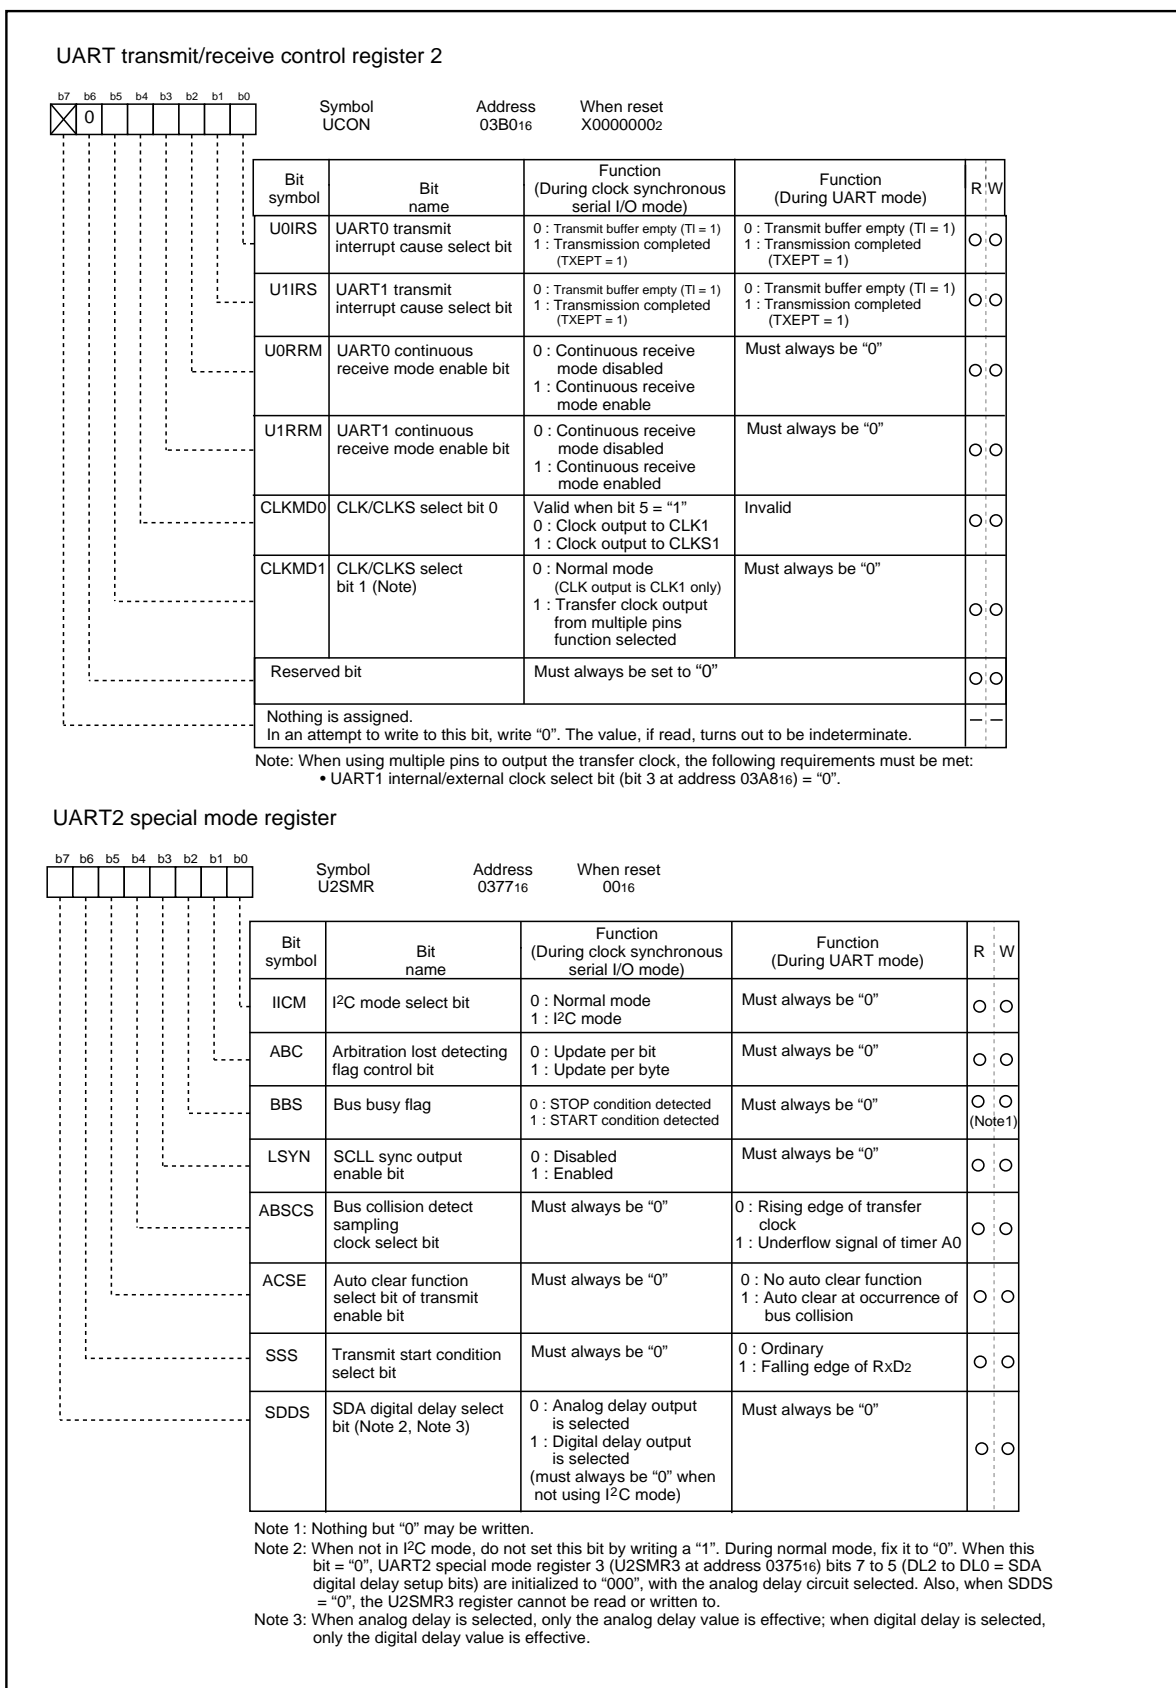 UART transmit/receive control register 2
b7 b6 b5 b4 b3 b2 b1 b0
0
Symbol Address When reset
UCON 03B016 X00000002
Bit symbol
Bit name
Function (During clock synchronous serial I/O mode)
Function (During UART mode)
R W
U0IRS
UART0 transmit
interrupt cause select bit
0 : Transmit buffer empty (Tl = 1)
1 : Transmission completed
(TXEPT = 1)
0 : Transmit buffer empty (Tl = 1)
1 : Transmission completed
(TXEPT = 1)
U1IRS
UART1 transmit
interrupt cause select bit
0 : Transmit buffer empty (Tl = 1)
1 : Transmission completed
(TXEPT = 1)
0 : Transmit buffer empty (Tl = 1)
1 : Transmission completed
(TXEPT = 1)
U0RRM
UART0 continuous
receive mode enable bit
0 : Continuous receive
mode disabled
1 : Continuous receive
mode enable
Must always be “0”
U1RRM
UART1 continuous
receive mode enable bit
0 : Continuous receive
mode disabled
1 : Continuous receive
mode enabled
Must always be “0”
CLKMD0
CLK/CLKS select bit 0
Valid when bit 5 = “1”
0 : Clock output to CLK1
1 : Clock output to CLKS1
Invalid
CLKMD1
CLK/CLKS select
bit 1 (Note)
0 : Normal mode
(CLK output is CLK1 only)
1 : Transfer clock output
from multiple pins
function selected
Must always be “0”
Reserved bit
Must always be set to “0”
Nothing is assigned.
In an attempt to write to this bit, write “0”. The value, if read, turns out to be indeterminate.
Note: When using multiple pins to output the transfer clock, the following requirements must be met:
• UART1 internal/external clock select bit (bit 3 at address 03A816) = “0”.
UART2 special mode register
b7 b6 b5 b4 b3 b2 b1 b0
Symbol Address When reset
U2SMR 037716 0016
Bit symbol
Bit name
Function (During clock synchronous serial I/O mode)
Function (During UART mode)
R W
IICM
I2C mode select bit
0 : Normal mode
1 : I2C mode
Must always be “0”
ABC
Arbitration lost detecting
flag control bit
0 : Update per bit
1 : Update per byte
Must always be “0”
BBS
Bus busy flag
0 : STOP condition detected
1 : START condition detected
Must always be “0”
(Note1)
LSYN
SCLL sync output
enable bit
0 : Disabled
1 : Enabled
Must always be “0”
ABSCS
Bus collision detect
sampling
clock select bit
Must always be “0”
0 : Rising edge of transfer
clock
1 : Underflow signal of timer A0
ACSE
Auto clear function
select bit of transmit
enable bit
Must always be “0”
0 : No auto clear function
1 : Auto clear at occurrence of
bus collision
SSS
Transmit start condition
select bit
Must always be “0”
0 : Ordinary
1 : Falling edge of RxD2
SDDS
SDA digital delay select
bit (Note 2, Note 3)
0 : Analog delay output
is selected
1 : Digital delay output
is selected
(must always be “0” when
not using I2C mode)
Must always be “0”
Note 1: Nothing but “0” may be written.
Note 2: When not in I2C mode, do not set this bit by writing a “1”. During normal mode, fix it to “0”. When this
bit = “0”, UART2 special mode register 3 (U2SMR3 at address 037516) bits 7 to 5 (DL2 to DL0 = SDA
digital delay setup bits) are initialized to “000”, with the analog delay circuit selected. Also, when SDDS
= “0”, the U2SMR3 register cannot be read or written to.
Note 3: When analog delay is selected, only the analog delay value is effective; when digital delay is selected,
only the digital delay value is effective.